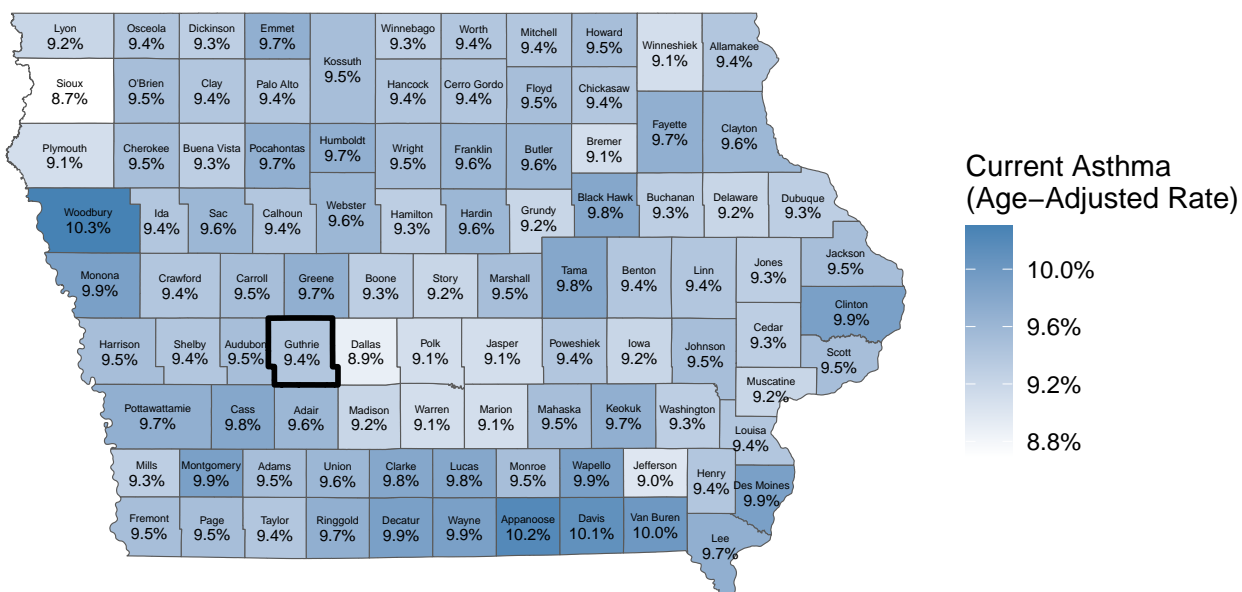 Lyon
9.2%
Osceola
9.4%
Dickinson
9.3%
Emmet
9.7%
Kossuth
9.5%
Winnebago
9.3%
Worth
9.4%
Mitchell
9.4%
Howard
9.5%
Winneshiek
9.1%
Allamakee
9.4%
Sioux
8.7%
O'Brien
9.5%
Clay
9.4%
Palo Alto
9.4%
Hancock
9.4%
Cerro Gordo
9.4%
Floyd
9.5%
Chickasaw
9.4%
Fayette
9.7%
Clayton
9.6%
Plymouth
9.1%
Cherokee
9.5%
Buena Vista
9.3%
Pocahontas
9.7%
Humboldt
9.7%
Wright
9.5%
Franklin
9.6%
Butler
9.6%
Bremer
9.1%
Woodbury
10.3%
Ida
9.4%
Sac
9.6%
Calhoun
9.4%
Webster
9.6%
Hamilton
9.3%
Hardin
9.6%
Grundy
9.2%
Black Hawk
9.8%
Buchanan
9.3%
Delaware
9.2%
Dubuque
9.3%
Monona
9.9%
Crawford
9.4%
Carroll
9.5%
Greene
9.7%
Boone
9.3%
Story
9.2%
Marshall
9.5%
Tama
9.8%
Benton
9.4%
Linn
9.4%
Jones
9.3%
Jackson
9.5%
Clinton
9.9%
Harrison
9.5%
Shelby
9.4%
Audubon
9.5%
Guthrie
9.4%
Dallas
8.9%
Polk
9.1%
Jasper
9.1%
Poweshiek
9.4%
Iowa
9.2%
Johnson
9.5%
Cedar
9.3%
Scott
9.5%
Muscatine
9.2%
Pottawattamie
9.7%
Cass
9.8%
Adair
9.6%
Madison
9.2%
Warren
9.1%
Marion
9.1%
Mahaska
9.5%
Keokuk
9.7%
Washington
9.3%
Louisa
9.4%
Mills
9.3%
Montgomery
9.9%
Adams
9.5%
Union
9.6%
Clarke
9.8%
Lucas
9.8%
Monroe
9.5%
Wapello
9.9%
Jefferson
9.0%
Henry
9.4%
Des Moines
9.9%
Fremont
9.5%
Page
9.5%
Taylor
9.4%
Ringgold
9.7%
Decatur
9.9%
Wayne
9.9%
Appanoose
10.2%
Davis
10.1%
Van Buren
10.0%
Lee
9.7%
Current Asthma
(Age−Adjusted Rate)
10.0%
9.6%
9.2%
8.8%